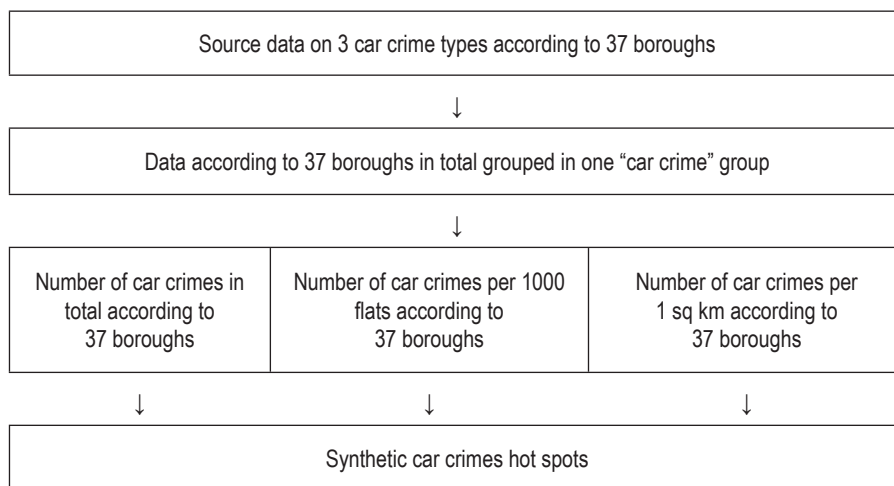 Source data on 3 car crime types according to 37 boroughs
↓
Data according to 37 boroughs in total grouped in one “car crime” group
↓
Number of car crimes in
total according to
37 boroughs
Number of car crimes per 1000
flats according to
37 boroughs
Number of car crimes per
1 sq km according to
37 boroughs
↓ ↓ ↓
Synthetic car crimes hot spots